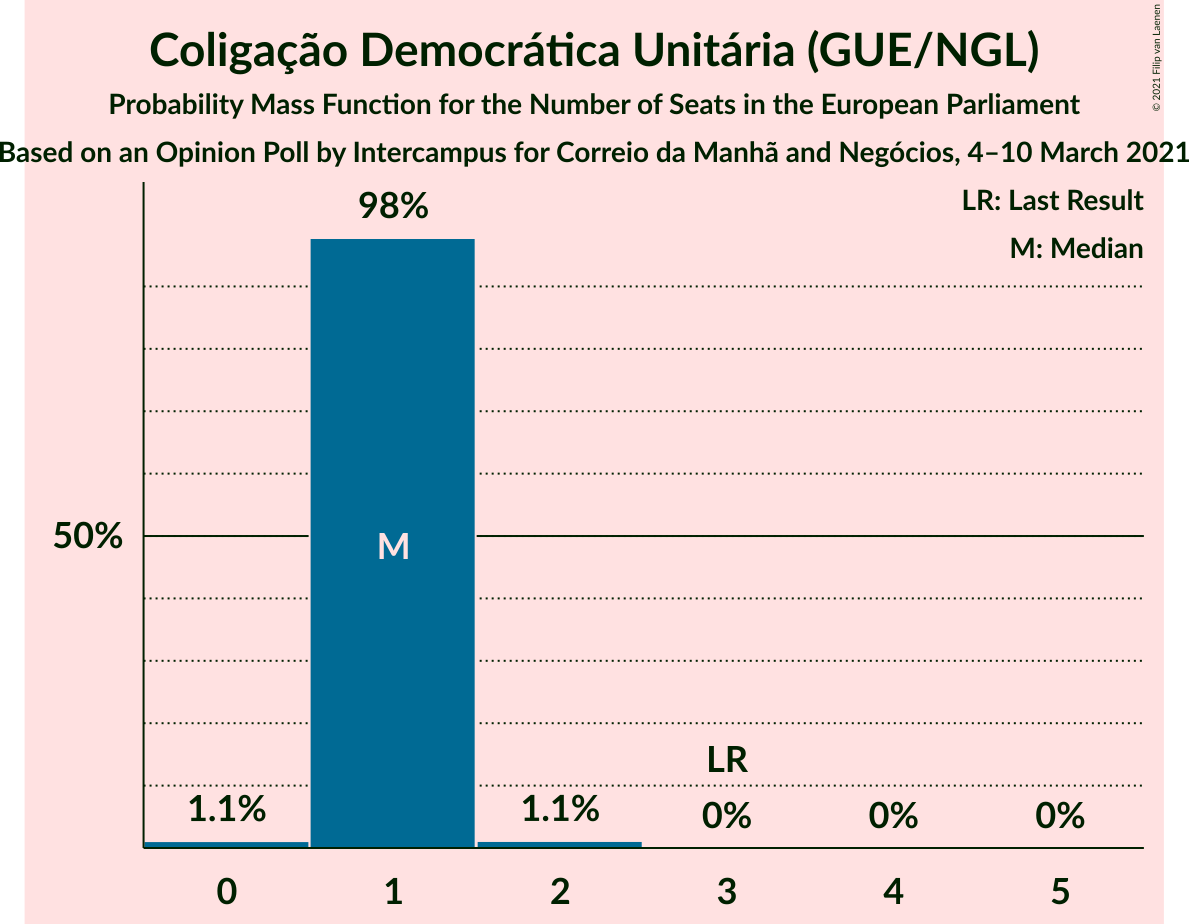 Coligação Democrática Unitária (GUE/NGL)
Probability Mass Function for the Number of Seats in the European Parliament
Based on an Opinion Poll by Intercampus for Correio da Manhã and Negócios, 4–10 March 2021
© 2021 Filip van Laenen
LR: Last Result
M: Median
98%
50%
M
LR
1.1%
1.1%
0%
0%
0%
0
1
2
3
4
5